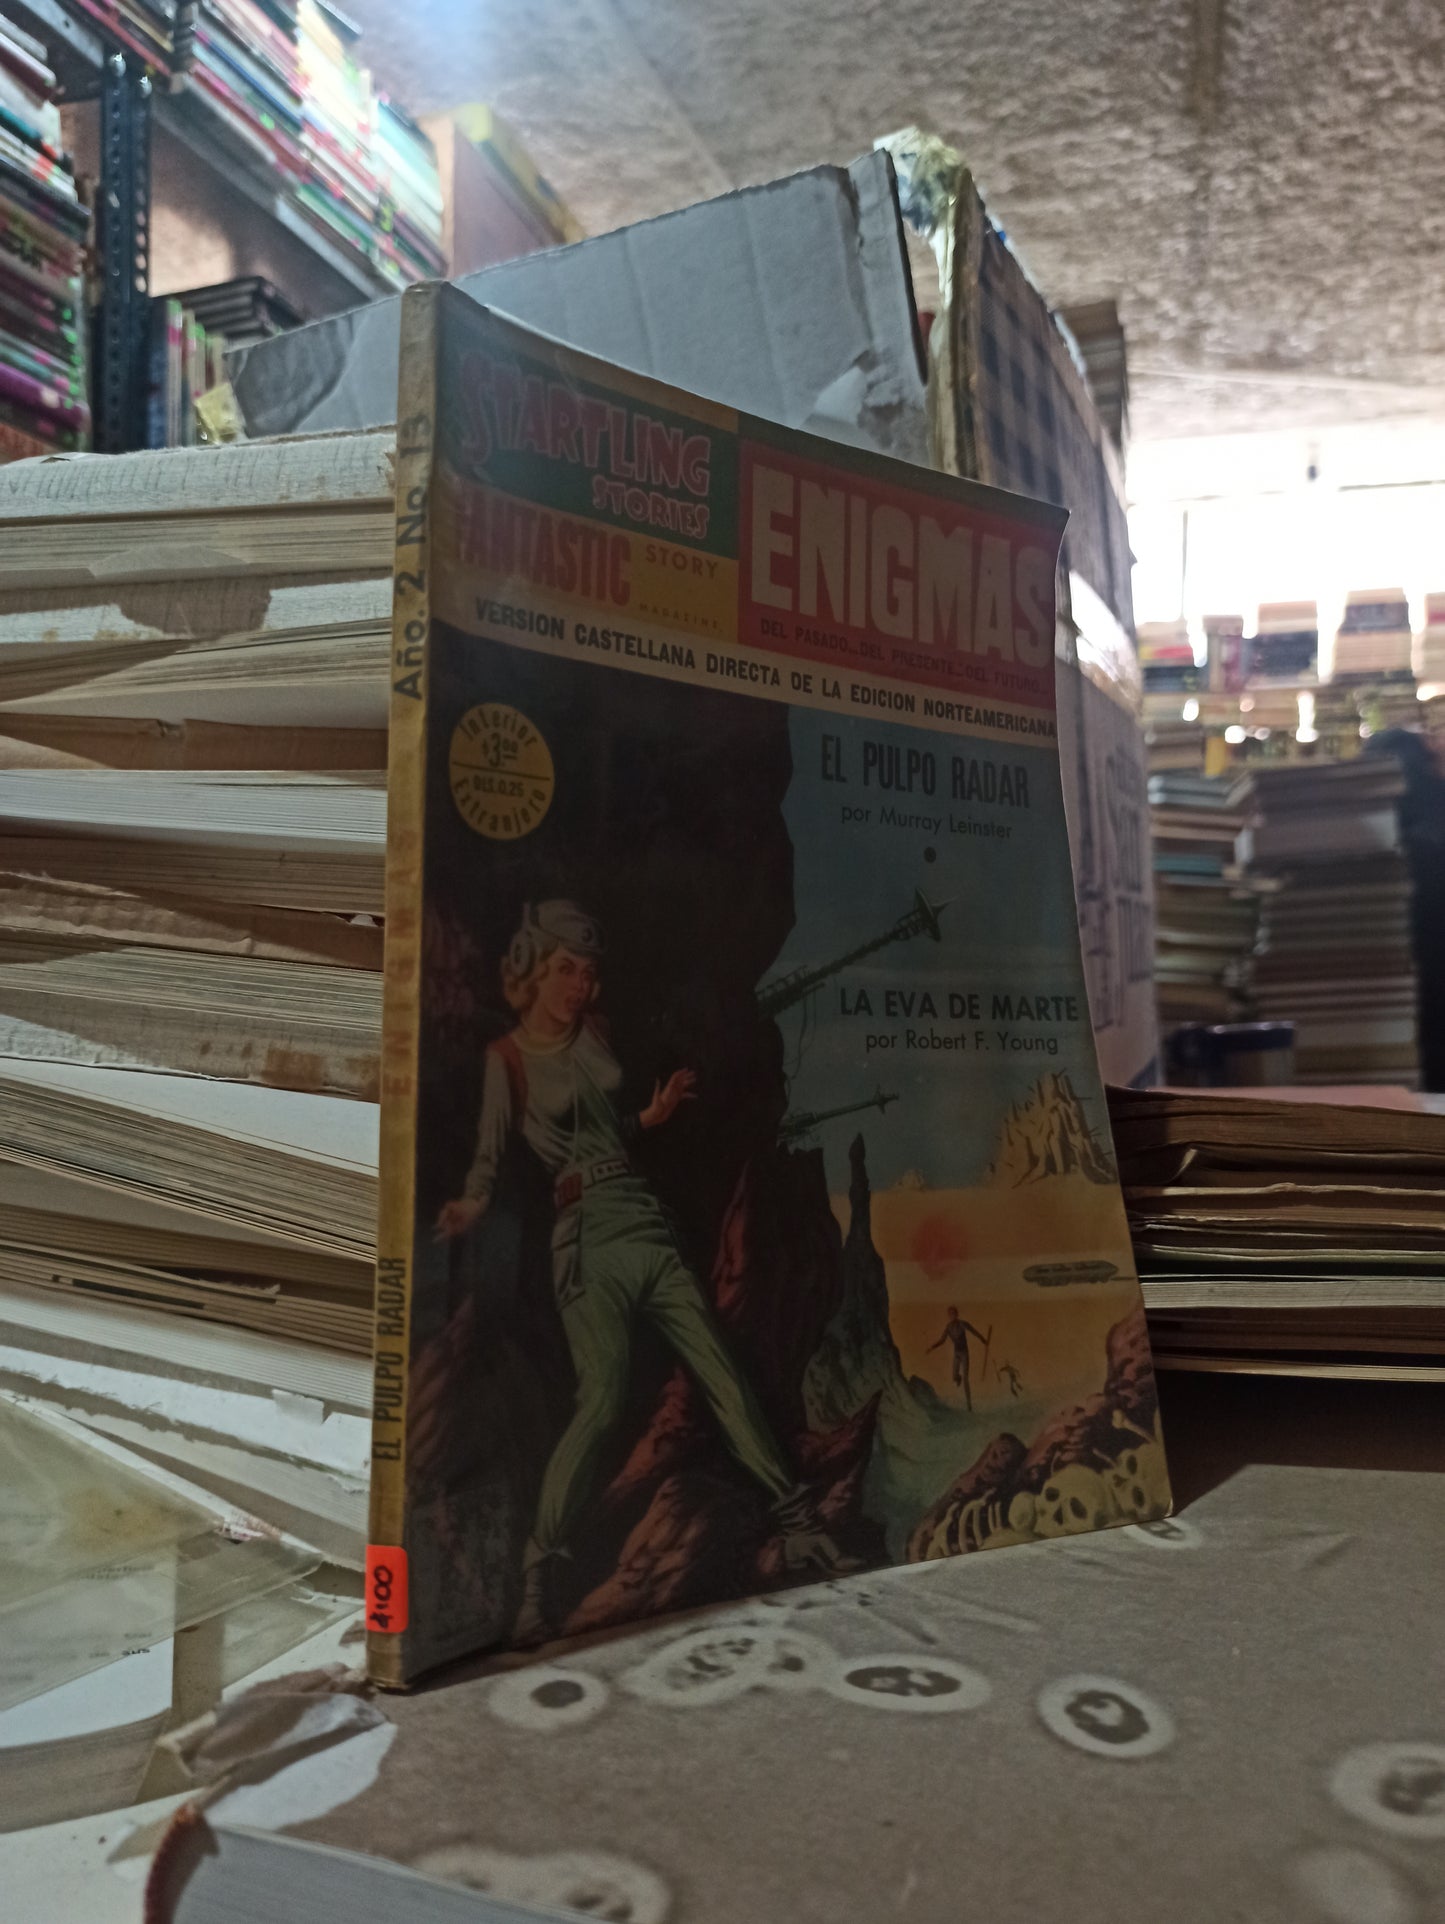 STARTLING
STORIES
FANTASTIC
STORY
MAGAZINE
ENIGMAS
DEL PASADO... DEL PRESENTE... DEL FUTURO...
VERSION CASTELLANA DIRECTA DE LA EDICION NORTEAMERICANA
Interior
$3.00
DLS. 0.25
Extranjero
EL PULPO RADAR
por Murray Leinster
LA EVA DE MARTE
por Robert F. Young
Año. 2 No. 13
ENIGMAS
EL PULPO RADAR
$100